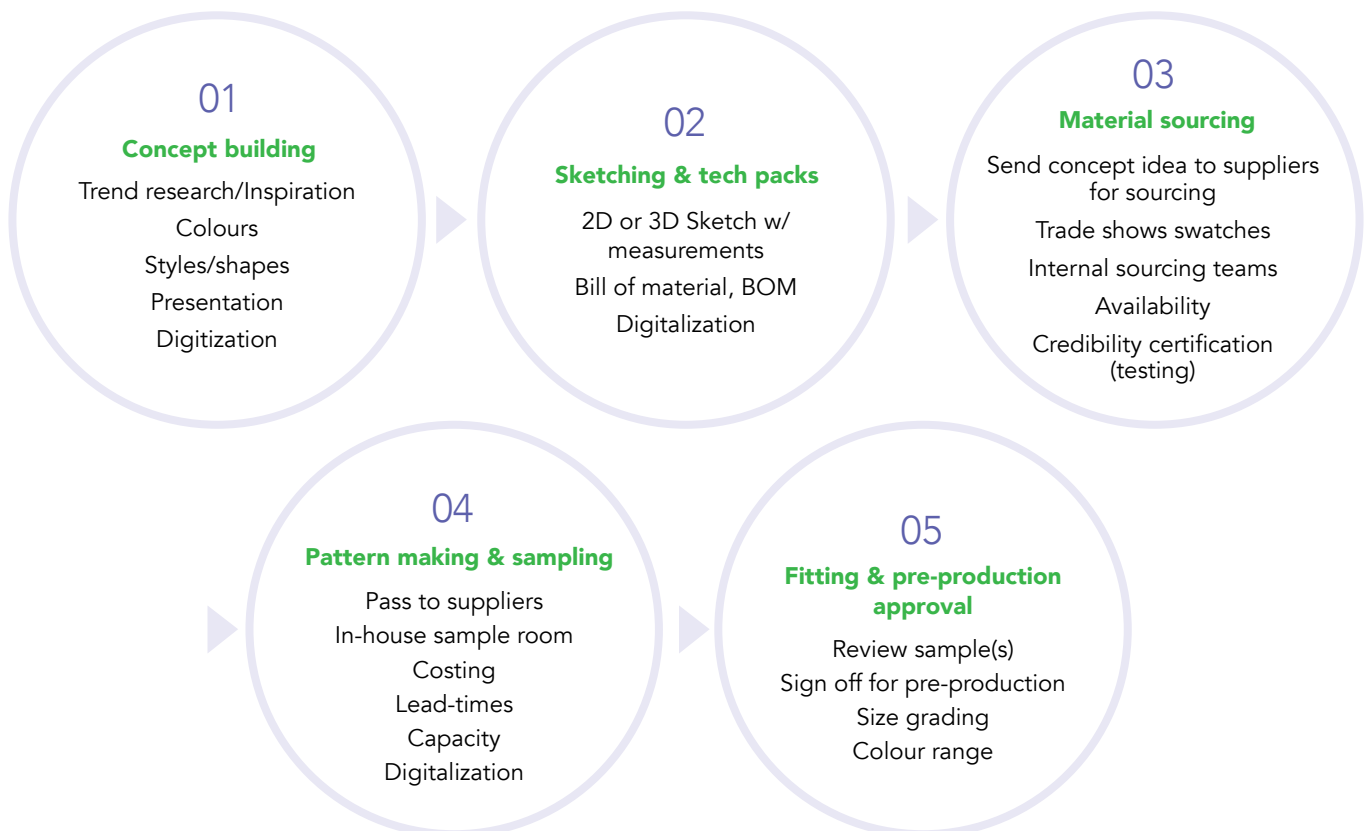 01
Concept building
Trend research/Inspiration
Colours
Styles/shapes
Presentation
Digitization
02
Sketching & tech packs
2D or 3D Sketch w/
measurements
Bill of material, BOM
Digitalization
03
Material sourcing
Send concept idea to suppliers
for sourcing
Trade shows swatches
Internal sourcing teams
Availability
Credibility certification
(testing)
04
Pattern making & sampling
Pass to suppliers
In-house sample room
Costing
Lead-times
Capacity
Digitalization
05
Fitting & pre-production
approval
Review sample(s)
Sign off for pre-production
Size grading
Colour range